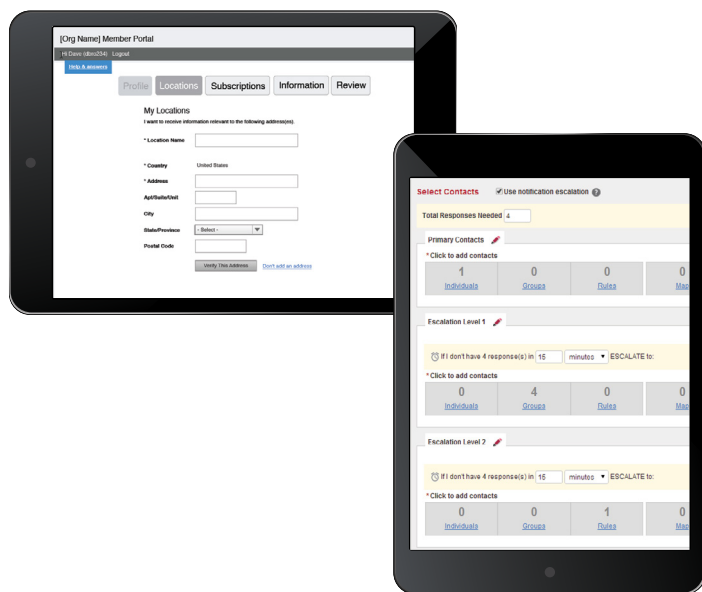 [Org Name] Member Portal
Hi Dave (dbro234) Logout
Help & answers
Profile Locations Subscriptions Information Review
My Locations
I want to receive information relevant to the following address(es).
* Location Name
* Country United States
* Address
Apt/Suite/Unit
City
State/Province - Select -
Postal Code
Verify This Address Don't add an address
Select Contacts Use notification escalation ?
Total Responses Needed 4
Primary Contacts
* Click to add contacts
1 0 0 0
Individuals Groups Rules Map
Escalation Level 1
If I don't have 4 response(s) in 15 minutes ESCALATE to:
* Click to add contacts
0 4 0 0
Individuals Groups Rules Map
Escalation Level 2
If I don't have 4 response(s) in 15 minutes ESCALATE to:
* Click to add contacts
0 0 1 0
Individuals Groups Rules Map